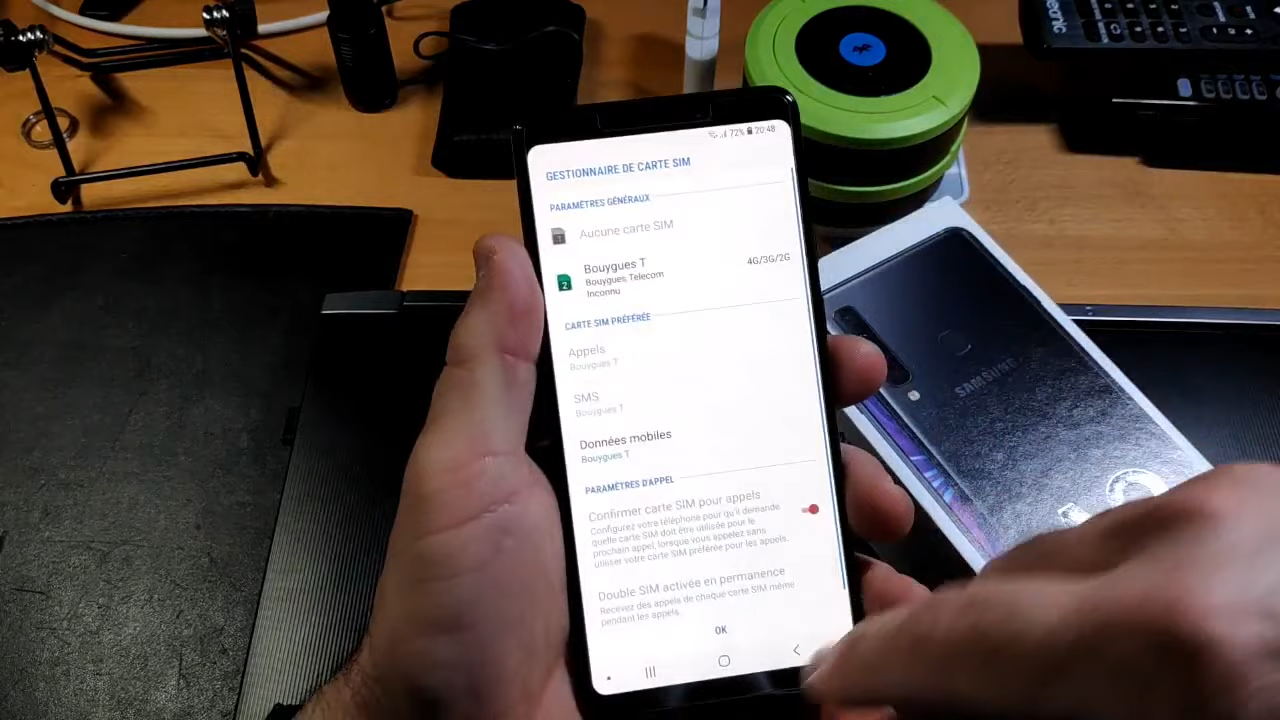 72% 20:48
GESTIONNAIRE DE CARTE SIM
PARAMÈTRES GÉNÉRAUX
Aucune carte SIM
Bouygues T
4G/3G/2G
Bouygues Telecom
Inconnu
CARTE SIM PRÉFÉRÉE
Appels
Bouygues T
SMS
Bouygues T
Données mobiles
Bouygues T
PARAMÈTRES D'APPEL
Confirmer carte SIM pour appels
Configurez votre téléphone pour qu'il demande
quelle carte SIM doit être utilisée pour le
prochain appel, lorsque vous appelez sans
utiliser votre carte SIM préférée pour les appels.
Double SIM activée en permanence
Recevez des appels de chaque carte SIM même
pendant les appels.
OK
SAMSUNG